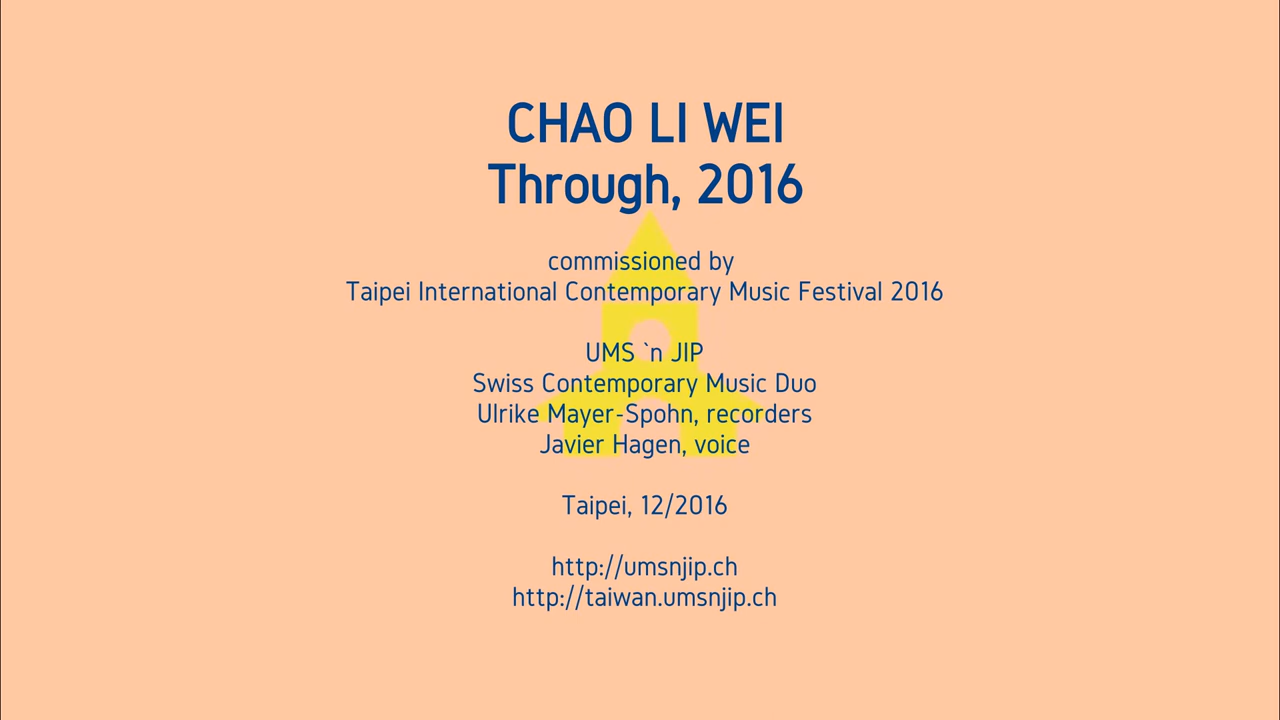 CHAO LI WEI
Through, 2016
commissioned by
Taipei International Contemporary Music Festival 2016
UMS `n JIP
Swiss Contemporary Music Duo
Ulrike Mayer-Spohn, recorders
Javier Hagen, voice
Taipei, 12/2016
http://umsnjip.ch
http://taiwan.umsnjip.ch